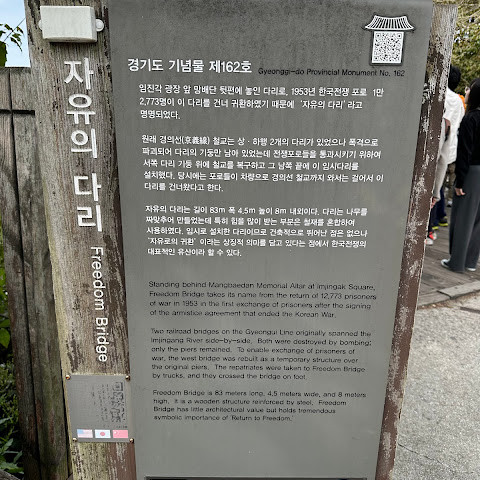 자유의 다리
Freedom Bridge
경기도 기념물 제162호 Gyeonggi-do Provincial Monument No. 162
임진각 광장 앞 망배단 뒷편에 놓인 다리로, 1953년 한국전쟁 포로 1만
2,773명이 이 다리를 건너 귀환하였기 때문에 '자유의 다리' 라고
명명되었다.
원래 경의선(京義線) 철교는 상·하행 2개의 다리가 있었으나 폭격으로
파괴되어 다리의 기둥만 남아 있었는데 전쟁포로들을 통과시키기 위하여
서쪽 다리 기둥 위에 철교를 복구하고 그 남쪽 끝에 이 임시다리를
설치했다. 당시에는 포로들이 차량으로 경의선 철교까지 와서는 걸어서 이
다리를 건너왔다고 한다.
자유의 다리는 길이 83m 폭 4.5m 높이 8m 내외이다. 다리는 나무를
짜맞추어 만들었는데 특히 힘을 많이 받는 부분은 철재를 혼합하여
사용하였다. 임시로 설치한 다리이므로 건축적으로 뛰어난 점은 없으나
'자유로의 귀환' 이라는 상징적 의미를 담고 있다는 점에서 한국전쟁의
대표적인 유산이라 할 수 있다.
Standing behind Mangbaedan Memorial Altar at Imjingak Square,
Freedom Bridge takes its name from the return of 12,773 prisoners
of war in 1953 in the first exchange of prisoners after the signing
of the armistice agreement that ended the Korean War.
Two railroad bridges on the Gyeongui Line originally spanned the
Imjingang River side-by-side. Both were destroyed by bombing;
only the piers remained. To enable exchange of prisoners of
war, the west bridge was rebuilt as a temporary structure over
the original piers. The repatriates were taken to Freedom Bridge
by trucks, and they crossed the bridge on foot.
Freedom Bridge is 83 meters long, 4.5 meters wide, and 8 meters
high. It is a wooden structure reinforced by steel. Freedom
Bridge has little architectural value but holds tremendous
symbolic importance of 'Return to Freedom.'